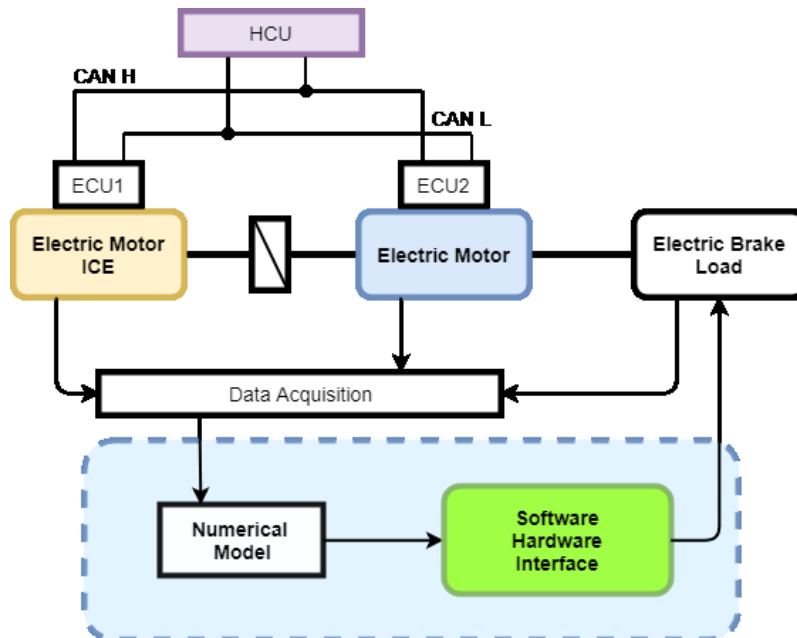 HCU
CAN H
CAN L
ECU1
ECU2
Electric Motor
ICE
Electric Motor
Electric Brake
Load
Data Acquisition
Numerical
Model
Software
Hardware
Interface